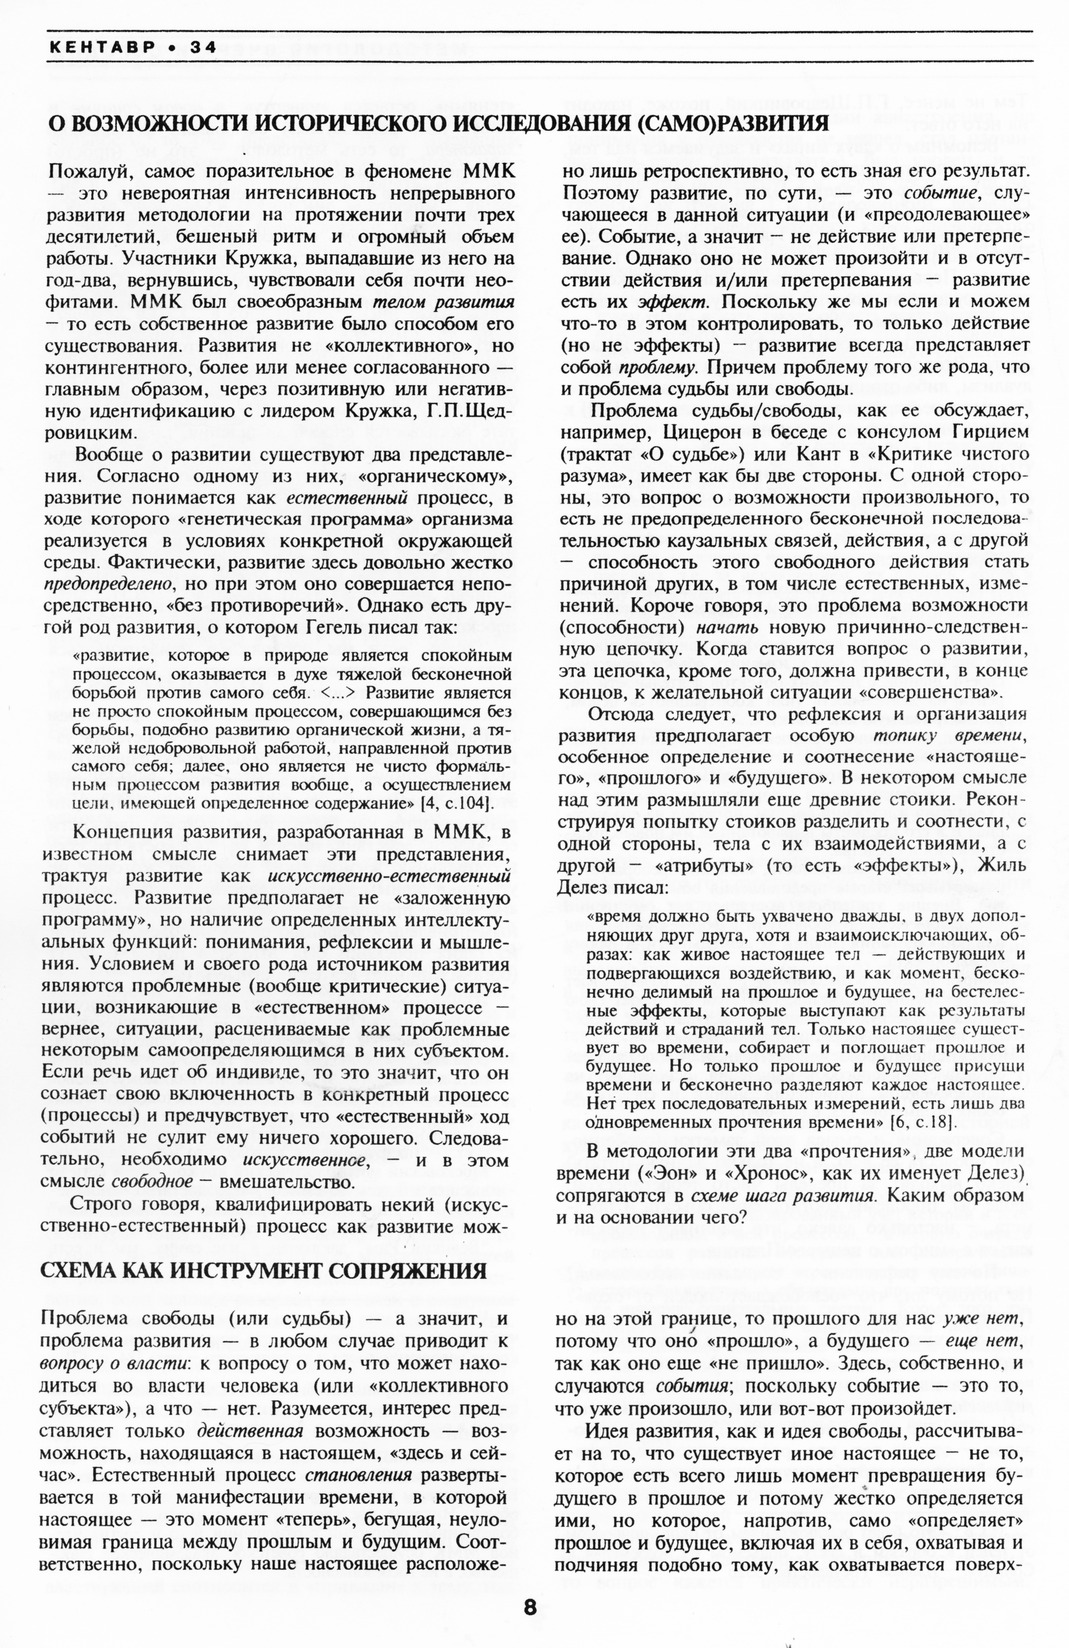 КЕНТАВР • 34
О ВОЗМОЖНОСТИ ИСТОРИЧЕСКОГО ИССЛЕДОВАНИЯ (САМО)РАЗВИТИЯ
Пожалуй, самое поразительное в феномене ММК
— это невероятная интенсивность непрерывного
развития методологии на протяжении почти трех
десятилетий, бешеный ритм и огромный объем
работы. Участники Кружка, выпадавшие из него на
год-два, вернувшись, чувствовали себя почти нео-
фитами. ММК был своеобразным телом развития
— то есть собственное развитие было способом его
существования. Развития не «коллективного», но
контингентного, более или менее согласованного —
главным образом, через позитивную или негатив-
ную идентификацию с лидером Кружка, Г.П.Щед-
ровицким.
Вообще о развитии существуют два представле-
ния. Согласно одному из них, «органическому»,
развитие понимается как естественный процесс, в
ходе которого «генетическая программа» организма
реализуется в условиях конкретной окружающей
среды. Фактически, развитие здесь довольно жестко
предопределено, но при этом оно совершается непо-
средственно, «без противоречий». Однако есть дру-
гой род развития, о котором Гегель писал так:
«развитие, которое в природе является спокойным
процессом, оказывается в духе тяжелой бесконечной
борьбой против самого себя. <...> Развитие является
не просто спокойным процессом, совершающимся без
борьбы, подобно развитию органической жизни, а тя-
желой недобровольной работой, направленной против
самого себя; далее, оно является не чисто формаль-
ным процессом развития вообще, а осуществлением
цели, имеющей определенное содержание» [4, с.104].
Концепция развития, разработанная в ММК, в
известном смысле снимает эти представления,
трактуя развитие как искусственно-естественный
процесс. Развитие предполагает не «заложенную
программу», но наличие определенных интеллекту-
альных функций: понимания, рефлексии и мышле-
ния. Условием и своего рода источником развития
являются проблемные (вообще критические) ситуа-
ции, возникающие в «естественном» процессе —
вернее, ситуации, расцениваемые как проблемные
некоторым самоопределяющимся в них субъектом.
Если речь идет об индивиде, то это значит, что он
сознает свою включенность в конкретный процесс
(процессы) и предчувствует, что «естественный» ход
событий не сулит ему ничего хорошего. Следова-
тельно, необходимо искусственное, — и в этом
смысле свободное — вмешательство.
Строго говоря, квалифицировать некий (искус-
ственно-естественный) процесс как развитие мож-
но лишь ретроспективно, то есть зная его результат.
Поэтому развитие, по сути, — это событие, слу-
чающееся в данной ситуации (и «преодолевающее»
ее). Событие, а значит — не действие или претерпе-
вание. Однако оно не может произойти и в отсут-
ствии действия и/или претерпевания — развитие
есть их эффект. Поскольку же мы если и можем
что-то в этом контролировать, то только действие
(но не эффекты) — развитие всегда представляет
собой проблему. Причем проблему того же рода, что
и проблема судьбы или свободы.
Проблема судьбы/свободы, как ее обсуждает,
например, Цицерон в беседе с консулом Гирцием
(трактат «О судьбе») или Кант в «Критике чистого
разума», имеет как бы две стороны. С одной сторо-
ны, это вопрос о возможности произвольного, то
есть не предопределенного бесконечной последова-
тельностью каузальных связей, действия, а с другой
— способность этого свободного действия стать
причиной других, в том числе естественных, изме-
нений. Короче говоря, это проблема возможности
(способности) начать новую причинно-следствен-
ную цепочку. Когда ставится вопрос о развитии,
эта цепочка, кроме того, должна привести, в конце
концов, к желательной ситуации «совершенства».
Отсюда следует, что рефлексия и организация
развития предполагает особую топику времени,
особенное определение и соотнесение «настояще-
го», «прошлого» и «будущего». В некотором смысле
над этим размышляли еще древние стоики. Рекон-
струируя попытку стоиков разделить и соотнести, с
одной стороны, тела с их взаимодействиями, а с
другой — «атрибуты» (то есть «эффекты»), Жиль
Делез писал:
«время должно быть ухвачено дважды, в двух допол-
няющих друг друга, хотя и взаимоисключающих, об-
разах: как живое настоящее тел — действующих и
подвергающихся воздействию, и как момент, беско-
нечно делимый на прошлое и будущее, на бестелес-
ные эффекты, которые выступают как результаты
действий и страданий тел. Только настоящее сущест-
вует во времени, собирает и поглощает прошлое и
будущее. Но только прошлое и будущее присущи
времени и бесконечно разделяют каждое настоящее.
Нет трех последовательных измерений, есть лишь два
одновременных прочтения времени» [6, с.18].
В методологии эти два «прочтения», две модели
времени («Эон» и «Хронос», как их именует Делез)
сопрягаются в схеме шага развития. Каким образом
и на основании чего?
СХЕМА КАК ИНСТРУМЕНТ СОПРЯЖЕНИЯ
Проблема свободы (или судьбы) — а значит, и
проблема развития — в любом случае приводит к
вопросу о власти: к вопросу о том, что может нахо-
диться во власти человека (или «коллективного
субъекта»), а что — нет. Разумеется, интерес пред-
ставляет только действенная возможность — воз-
можность, находящаяся в настоящем, «здесь и сей-
час». Естественный процесс становления разверты-
вается в той манифестации времени, в которой
настоящее — это момент «теперь», бегущая, неуло-
вимая граница между прошлым и будущим. Соот-
ветственно, поскольку наше настоящее расположе-
но на этой границе, то прошлого для нас уже нет,
потому что оно «прошло», а будущего — еще нет,
так как оно еще «не пришло». Здесь, собственно, и
случаются события; поскольку событие — это то,
что уже произошло, или вот-вот произойдет.
Идея развития, как и идея свободы, рассчитыва-
ет на то, что существует иное настоящее — не то,
которое есть всего лишь момент превращения бу-
дущего в прошлое и потому жестко определяется
ими, но которое, напротив, само «определяет»
прошлое и будущее, включая их в себя, охватывая и
подчиняя подобно тому, как охватывается поверх-
8